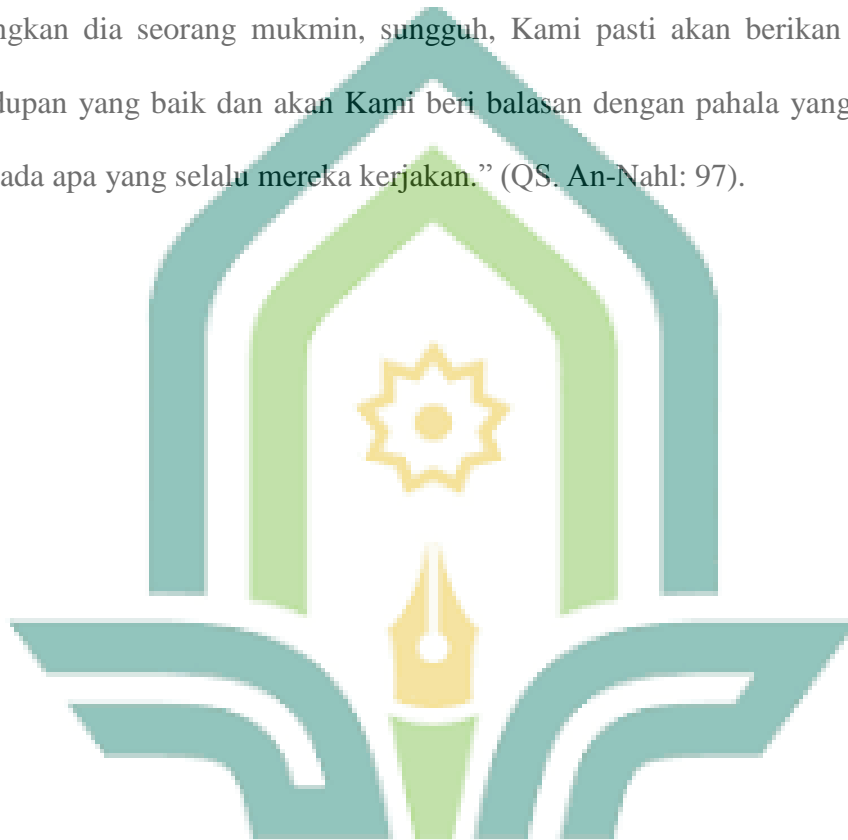 ngkan dia seorang mukmin, sungguh, Kami pasti akan berikan
dupan yang baik dan akan Kami beri balasan dengan pahala yang
ada apa yang selalu mereka kerjakan.” (QS. An-Nahl: 97).